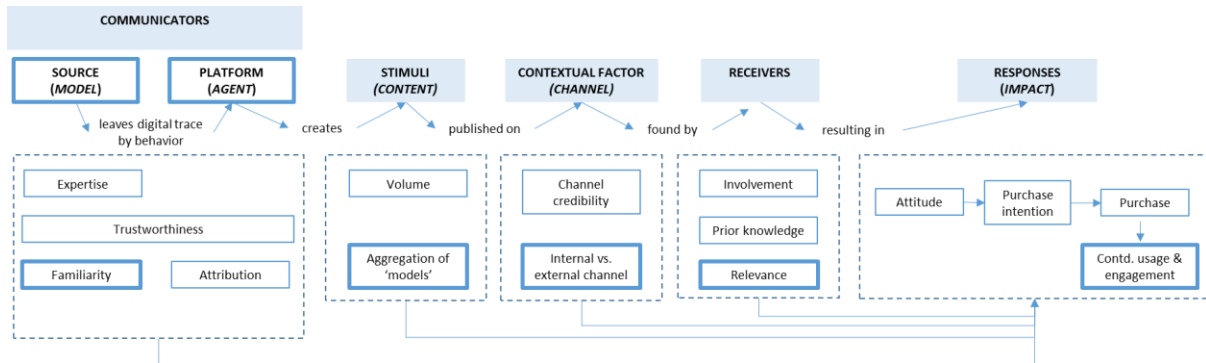 COMMUNICATORS
SOURCE
(MODEL)
PLATFORM
(AGENT)
STIMULI
(CONTENT)
CONTEXTUAL FACTOR
(CHANNEL)
RECEIVERS
RESPONSES
(IMPACT)
leaves digital trace
by behavior
creates
published on
found by
resulting in
Expertise
Trustworthiness
Familiarity
Attribution
Volume
Aggregation of
‘models’
Channel
credibility
Internal vs.
external channel
Involvement
Prior knowledge
Relevance
Attitude
Purchase
intention
Purchase
Contd. usage &
engagement